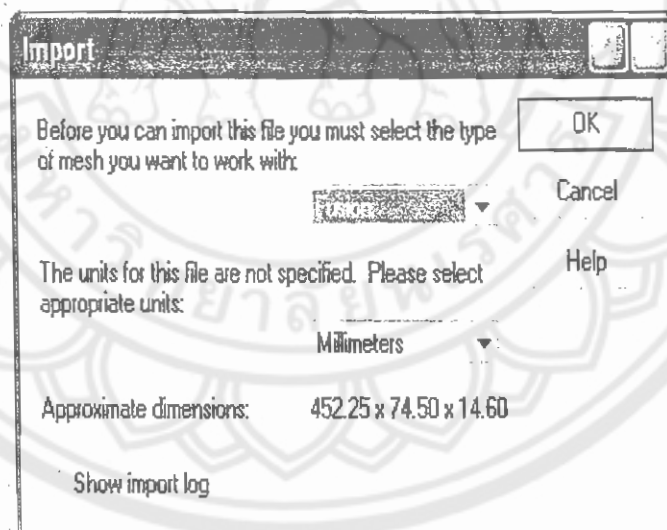 Import
Before you can import this file you must select the type
of mesh you want to work with:
OK
Fusion
Cancel
The units for this file are not specified. Please select
appropriate units:
Help
Millimeters
Approximate dimensions: 452.25 x 74.50 x 14.60
Show import log